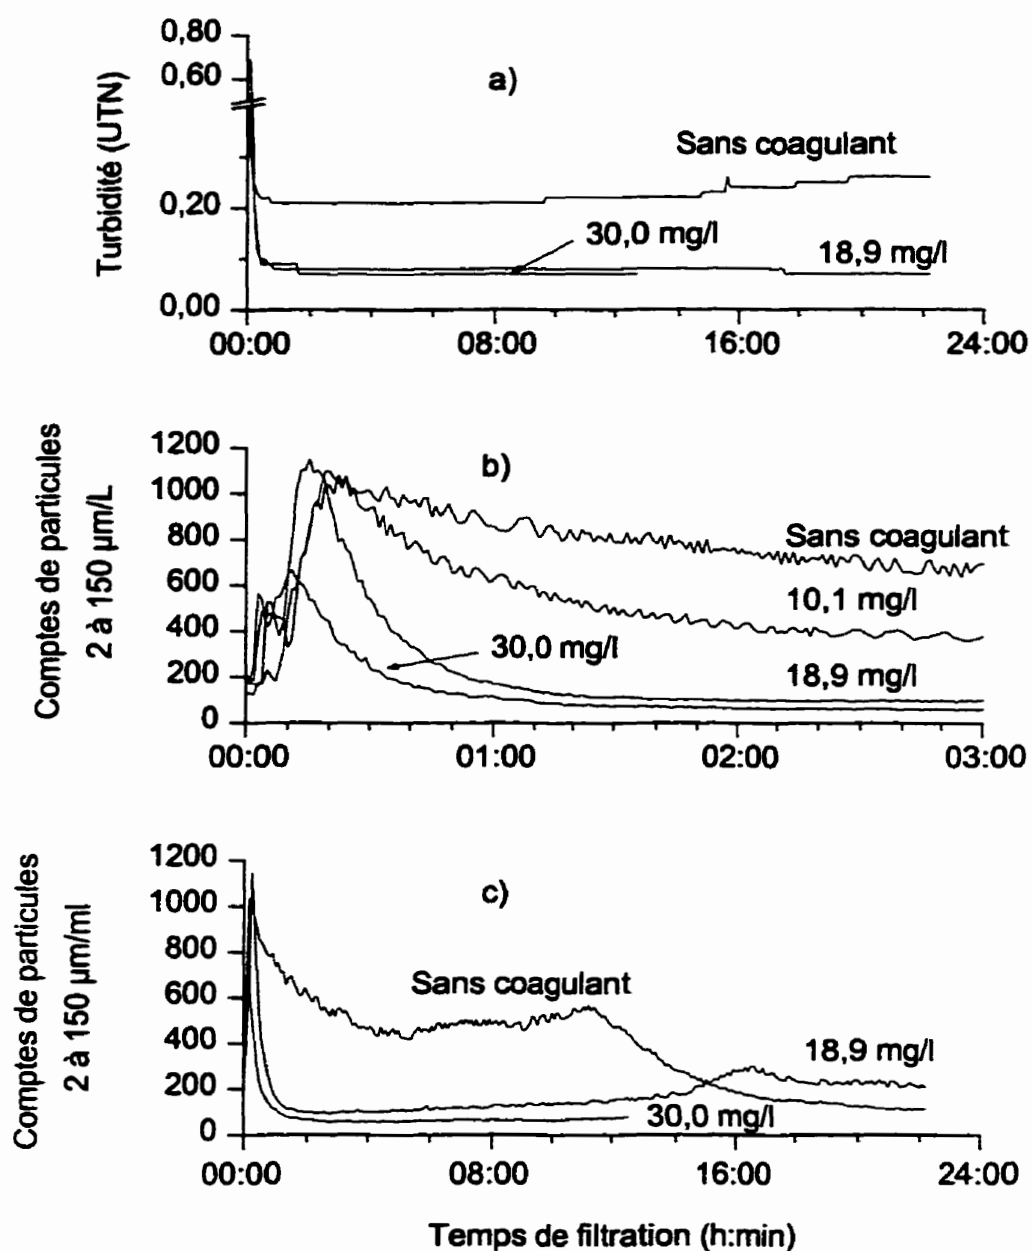 a)
Turbidité (UTN)
0,80
0,60
0,20
0,00
Sans coagulant
30,0 mg/l
18,9 mg/l
00:00 08:00 16:00 24:00
b)
Comptes de particules
2 à 150 µm/L
1200
1000
800
600
400
200
0
Sans coagulant
10,1 mg/l
30,0 mg/l
18,9 mg/l
00:00 01:00 02:00 03:00
c)
Comptes de particules
2 à 150 µm/ml
1200
1000
800
600
400
200
0
Sans coagulant
18,9 mg/l
30,0 mg/l
00:00 08:00 16:00 24:00
Temps de filtration (h:min)